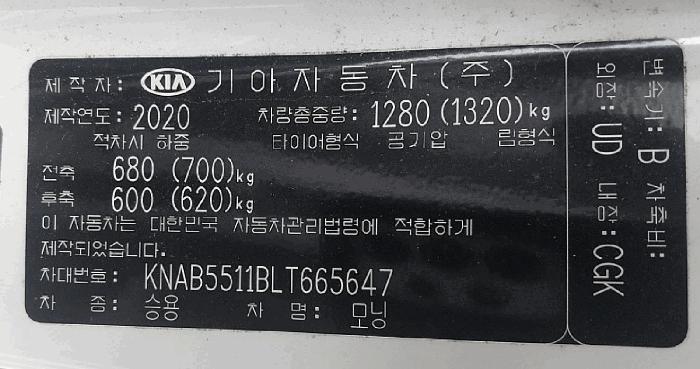 제 작 자 : KIA 기아자동차(주)
제작연도: 2020 차량총중량: 1280(1320)kg
적차시 하중 타이어형식 공기압 림형식
전축 680 (700)kg
후축 600 (620)kg
이 자동차는 대한민국 자동차관리법령에 적합하게
제작되었습니다.
차대번호: KNAB5511BLT665647
차 종: 승용 차 명: 모닝
변속기: B 차축비:
외장: UD 내장: CGK